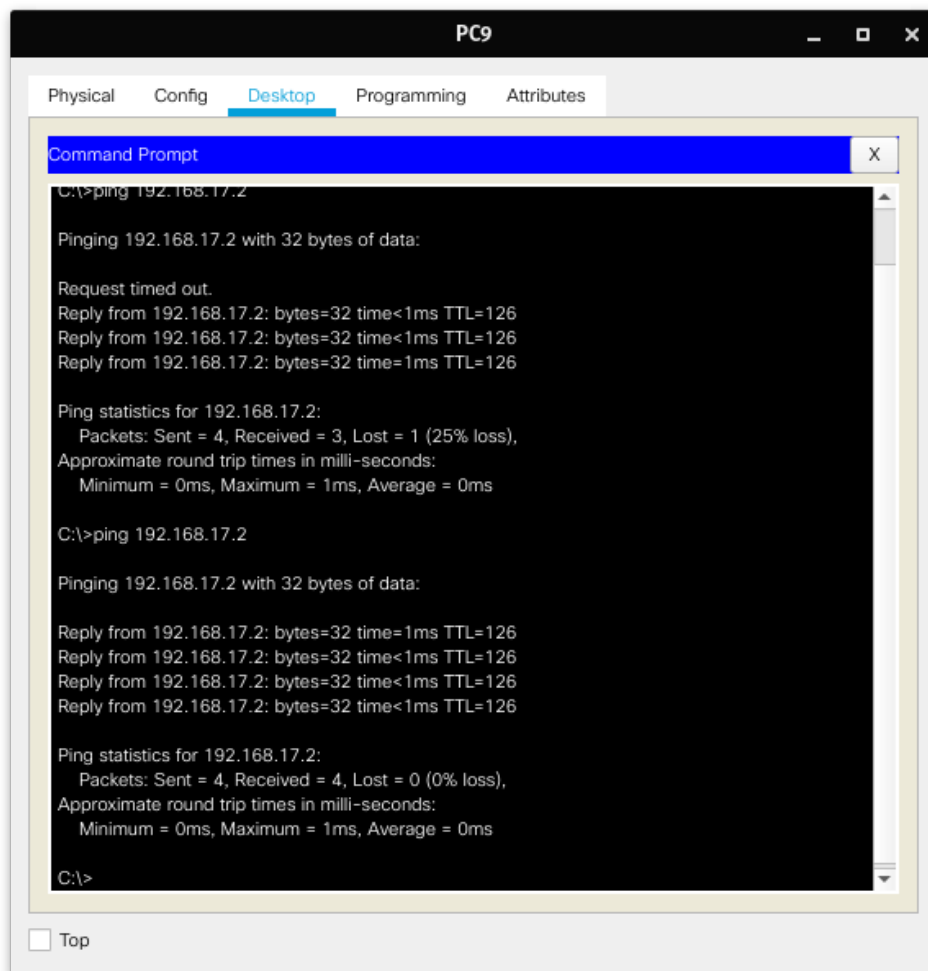 PC9
Physical Config Desktop Programming Attributes
Command Prompt X
C:\>ping 192.168.17.2
Pinging 192.168.17.2 with 32 bytes of data:
Request timed out.
Reply from 192.168.17.2: bytes=32 time<1ms TTL=126
Reply from 192.168.17.2: bytes=32 time<1ms TTL=126
Reply from 192.168.17.2: bytes=32 time=1ms TTL=126
Ping statistics for 192.168.17.2:
Packets: Sent = 4, Received = 3, Lost = 1 (25% loss),
Approximate round trip times in milli-seconds:
Minimum = 0ms, Maximum = 1ms, Average = 0ms
C:\>ping 192.168.17.2
Pinging 192.168.17.2 with 32 bytes of data:
Reply from 192.168.17.2: bytes=32 time=1ms TTL=126
Reply from 192.168.17.2: bytes=32 time<1ms TTL=126
Reply from 192.168.17.2: bytes=32 time<1ms TTL=126
Reply from 192.168.17.2: bytes=32 time<1ms TTL=126
Ping statistics for 192.168.17.2:
Packets: Sent = 4, Received = 4, Lost = 0 (0% loss),
Approximate round trip times in milli-seconds:
Minimum = 0ms, Maximum = 1ms, Average = 0ms
C:\>
Top